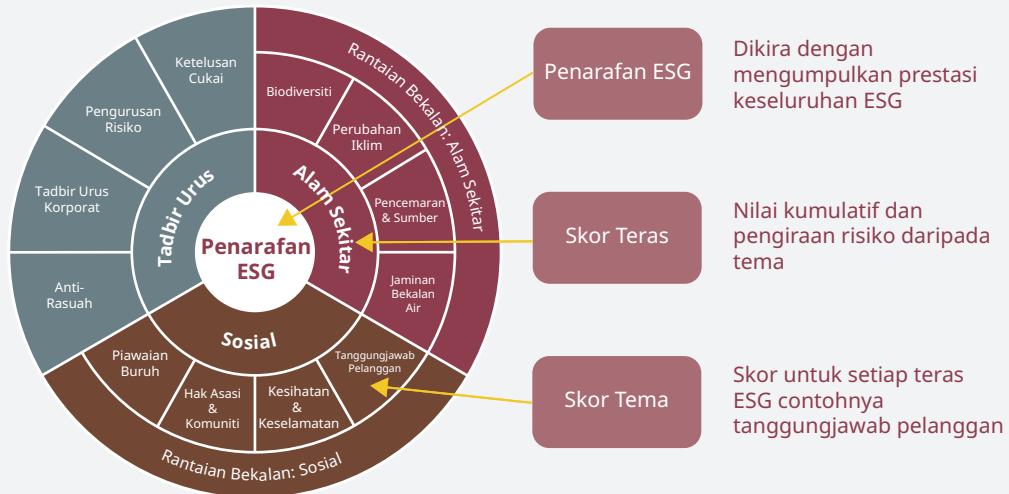 Ketelusan
Cukai
Pengurusan
Risiko
Tadbir Urus
Korporat
Anti-
Rasuah
Tadbir Urus
Rantaian Bekalan: Alam Sekitar
Biodiversiti
Perubahan
Iklim
Pencemaran
& Sumber
Jaminan
Bekalan
Air
Alam Sekitar
Penarafan
ESG
Sosial
Tanggungjawab
Pelanggan
Kesihatan
&
Keselamatan
Hak Asasi
&
Komuniti
Piawaian
Buruh
Rantaian Bekalan: Sosial
Penarafan ESG
Dikira dengan
mengumpulkan prestasi
keseluruhan ESG
Skor Teras
Nilai kumulatif dan
pengiraan risiko daripada
tema
Skor Tema
Skor untuk setiap teras
ESG contohnya
tanggungjawab pelanggan